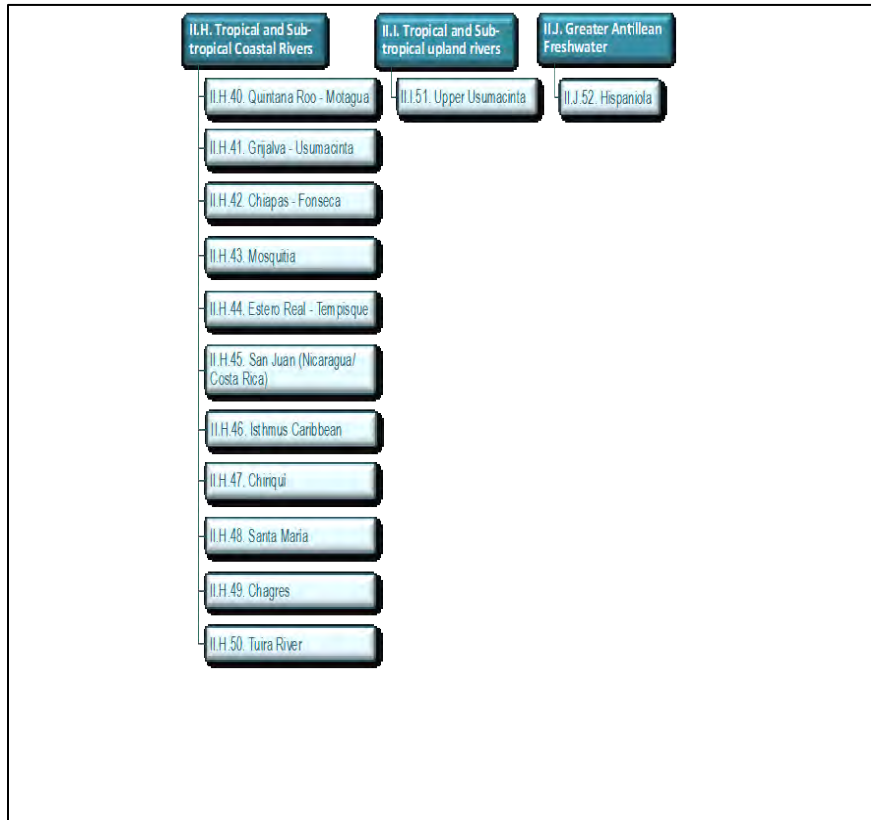 II.H. Tropical and Sub-
tropical Coastal Rivers
II.H.40. Quintana Roo - Motagua
II.H.41. Grijalva - Usumacinta
II.H.42. Chiapas - Fonseca
II.H.43. Mosquitia
II.H.44. Estero Real - Tempisque
II.H.45. San Juan (Nicaragua/
Costa Rica)
II.H.46. Isthmus Caribbean
II.H.47. Chiriqui
II.H.48. Santa Maria
II.H.49. Chagres
II.H.50. Tuira River
II.I. Tropical and Sub-
tropical upland rivers
II.I.51. Upper Usumacinta
II.J. Greater Antillean
Freshwater
II.J.52. Hispaniola